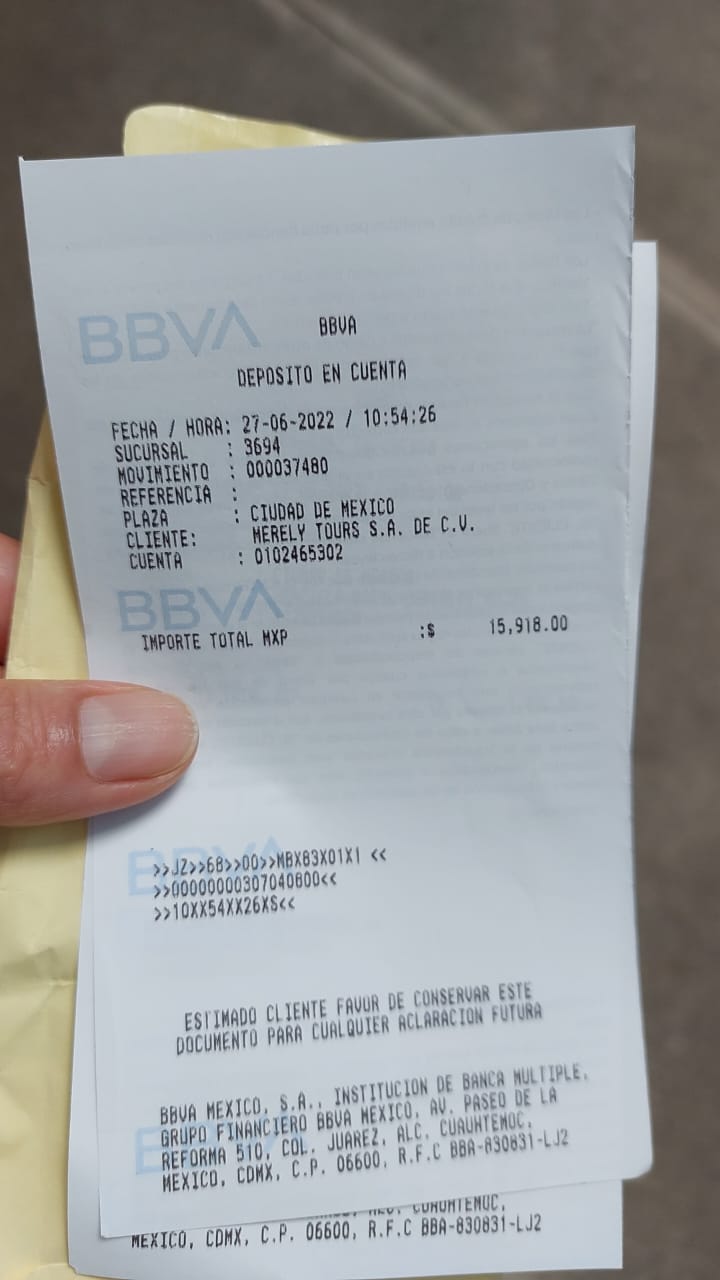 BBVA
BBVA
DEPOSITO EN CUENTA
FECHA / HORA: 27-06-2022 / 10:54:26
SUCURSAL : 3694
MOVIMIENTO : 000037480
REFERENCIA :
PLAZA : CIUDAD DE MEXICO
CLIENTE: MERELY TOURS S.A. DE C.V.
CUENTA : 0102465302
BBVA
IMPORTE TOTAL MXP :$ 15,918.00
>>JZ>>68>>00>>MBX83X01X1 <<
>>00000000307040800<<
>>10XX54XX26XS<<
ESTIMADO CLIENTE FAVOR DE CONSERVAR ESTE
DOCUMENTO PARA CUALQUIER ACLARACION FUTURA
BBVA MEXICO, S.A., INSTITUCION DE BANCA MULTIPLE,
GRUPO FINANCIERO BBVA MEXICO, AV. PASEO DE LA
REFORMA 510, COL. JUAREZ, ALC. CUAUHTEMOC,
MEXICO, CDMX, C.P. 06600, R.F.C BBA-830831-LJ2
CUAUHTEMOC,
MEXICO, CDMX, C.P. 06600, R.F.C BBA-830831-LJ2